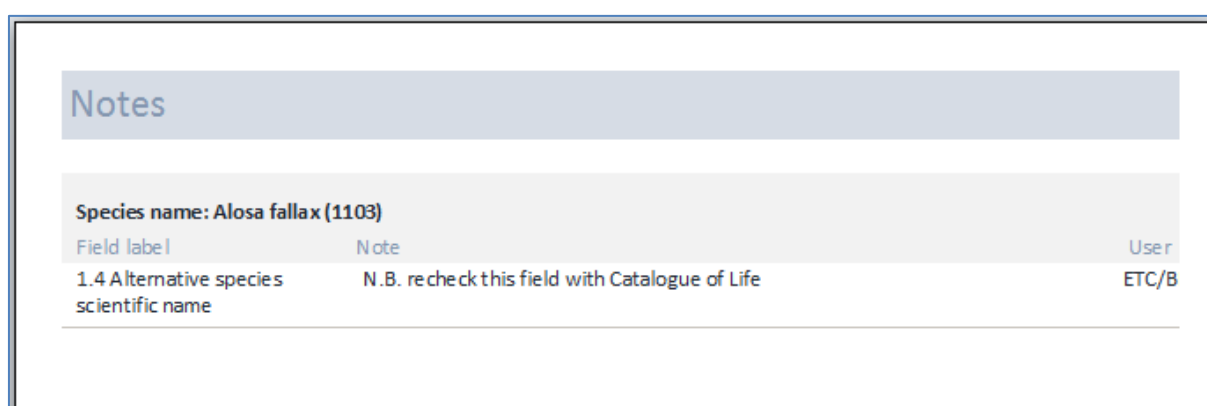 Notes
Species name: Alosa fallax (1103)
Field label Note User
1.4 Alternative species N.B. recheck this field with Catalogue of Life ETC/B
scientific name